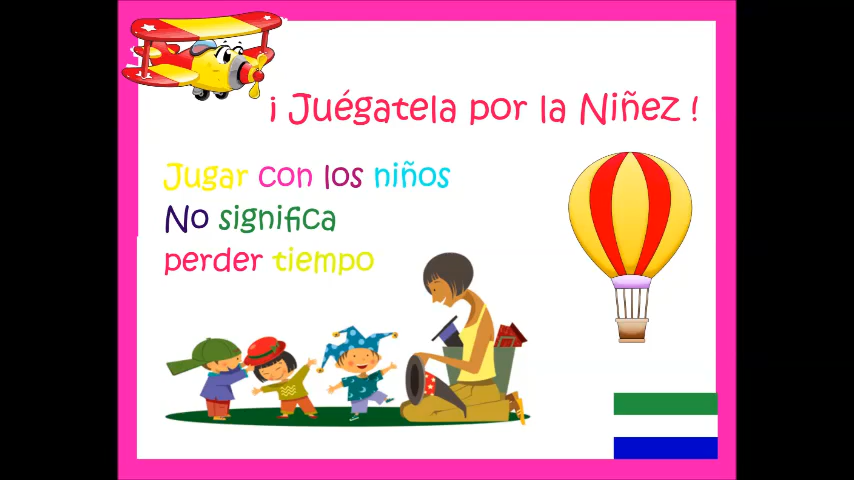 ¡ Juégatela por la Niñez !
Jugar con los niños
No significa
perder tiempo